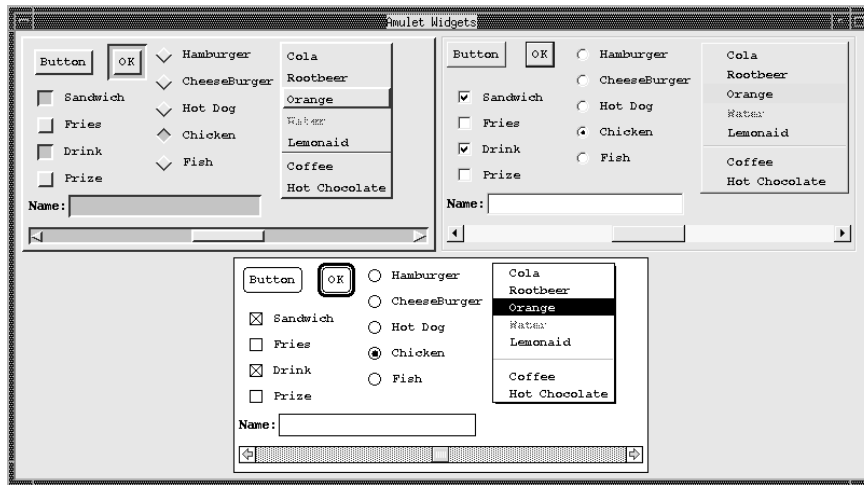 Amulet Widgets
Button
OK
Sandwich
Fries
Drink
Prize
Hamburger
CheeseBurger
Hot Dog
Chicken
Fish
Cola
Rootbeer
Orange
Water
Lemonaid
Coffee
Hot Chocolate
Name:
Button
OK
Sandwich
Fries
Drink
Prize
Hamburger
CheeseBurger
Hot Dog
Chicken
Fish
Cola
Rootbeer
Orange
Water
Lemonaid
Coffee
Hot Chocolate
Name:
Button
OK
Sandwich
Fries
Drink
Prize
Hamburger
CheeseBurger
Hot Dog
Chicken
Fish
Cola
Rootbeer
Orange
Water
Lemonaid
Coffee
Hot Chocolate
Name: